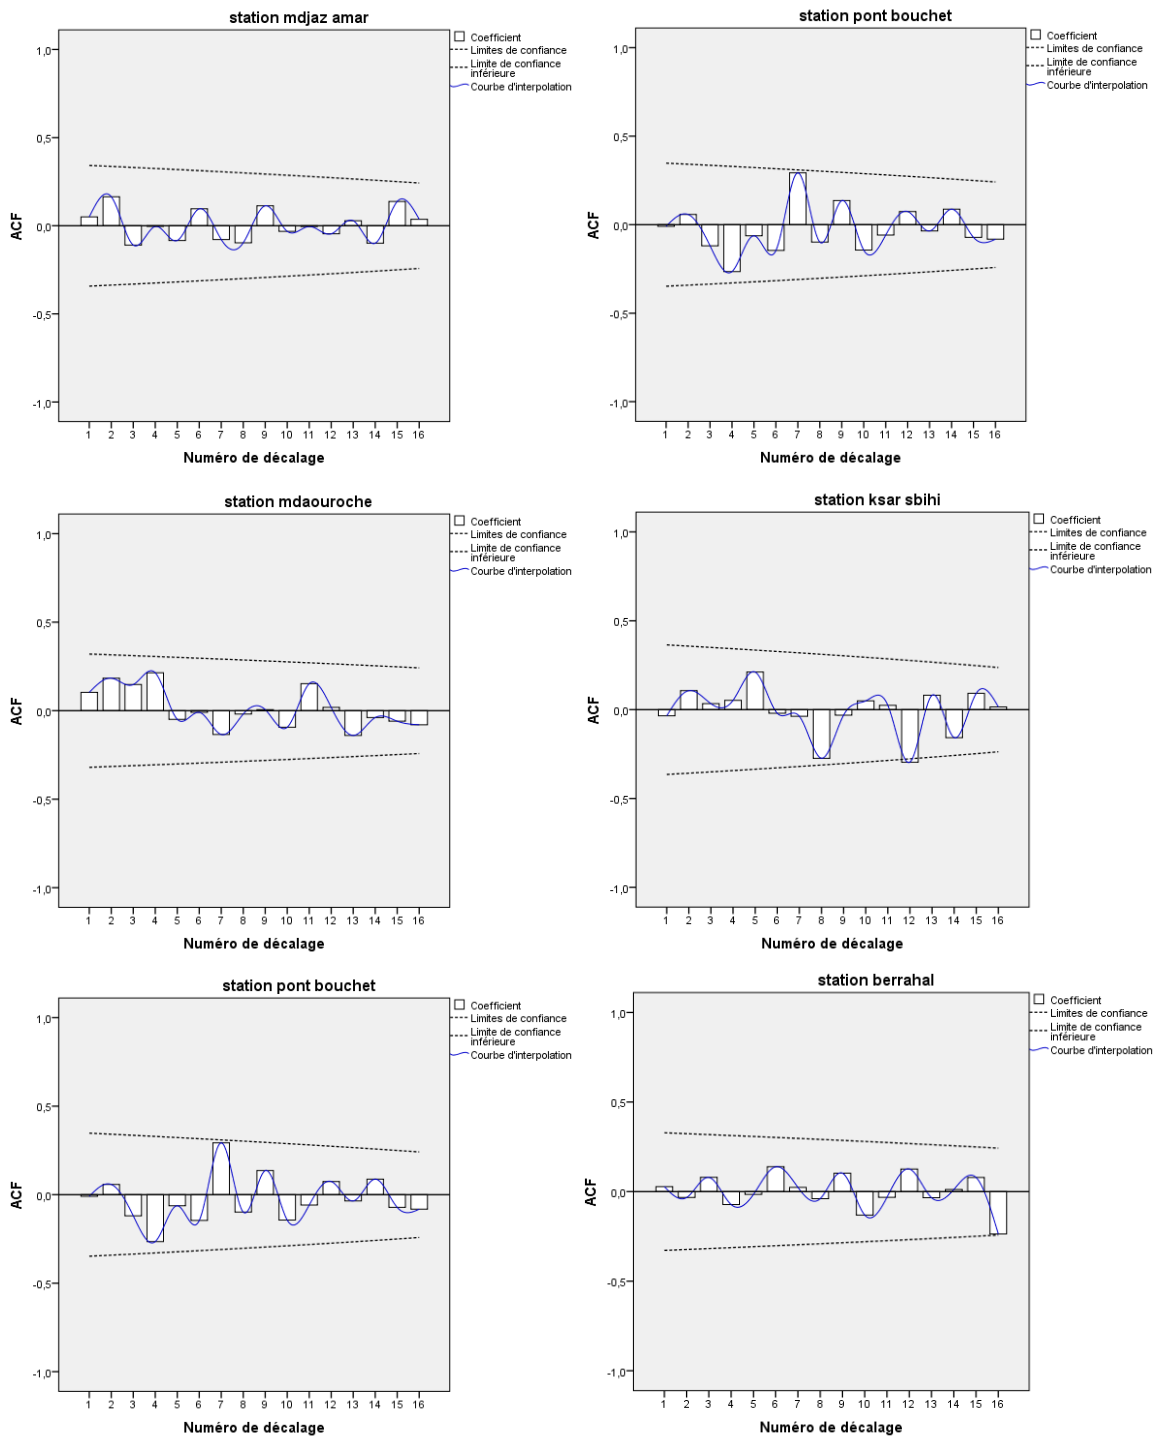 station mdjaz amar
Coefficient
Limites de confiance
Limite de confiance
inférieure
Courbe d'interpolation
ACF
1,0
0,5
0,0
-0,5
-1,0
1 2 3 4 5 6 7 8 9 10 11 12 13 14 15 16
Numéro de décalage
station pont bouchet
Coefficient
Limites de confiance
Limite de confiance
inférieure
Courbe d'interpolation
ACF
1,0
0,5
0,0
-0,5
-1,0
1 2 3 4 5 6 7 8 9 10 11 12 13 14 15 16
Numéro de décalage
station mdaouroche
Coefficient
Limites de confiance
Limite de confiance
inférieure
Courbe d'interpolation
ACF
1,0
0,5
0,0
-0,5
-1,0
1 2 3 4 5 6 7 8 9 10 11 12 13 14 15 16
Numéro de décalage
station ksar sbihi
Coefficient
Limites de confiance
Limite de confiance
inférieure
Courbe d'interpolation
ACF
1,0
0,5
0,0
-0,5
-1,0
1 2 3 4 5 6 7 8 9 10 11 12 13 14 15 16
Numéro de décalage
station pont bouchet
Coefficient
Limites de confiance
Limite de confiance
inférieure
Courbe d'interpolation
ACF
1,0
0,5
0,0
-0,5
-1,0
1 2 3 4 5 6 7 8 9 10 11 12 13 14 15 16
Numéro de décalage
station berrahal
Coefficient
Limites de confiance
Limite de confiance
inférieure
Courbe d'interpolation
ACF
1,0
0,5
0,0
-0,5
-1,0
1 2 3 4 5 6 7 8 9 10 11 12 13 14 15 16
Numéro de décalage